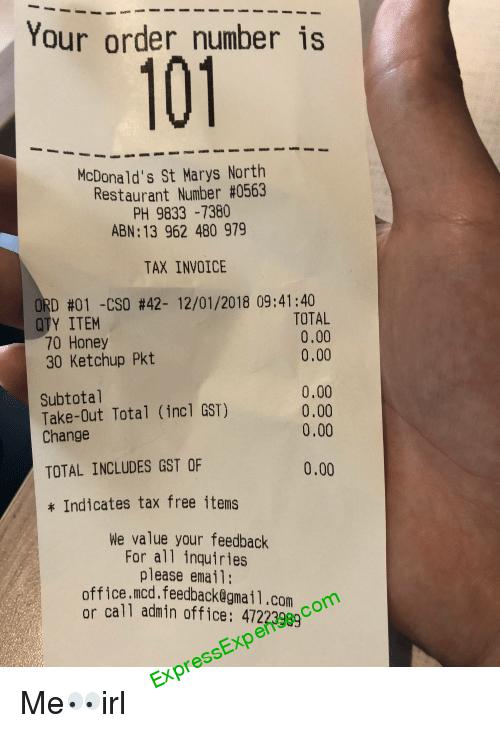 Your order number is
101
McDonald's St Marys North
Restaurant Number #0563
PH 9833 -7380
ABN:13 962 480 979
TAX INVOICE
ORD #01 -CSO #42- 12/01/2018 09:41:40
QTY ITEM TOTAL
70 Honey 0.00
30 Ketchup Pkt 0.00
Subtotal 0.00
Take-Out Total (incl GST) 0.00
Change 0.00
TOTAL INCLUDES GST OF 0.00
* Indicates tax free items
We value your feedback
For all inquiries
please email:
office.mcd.feedback@gmail.com
or call admin office: 47223989
ExpressExpense.com
Me👀irl